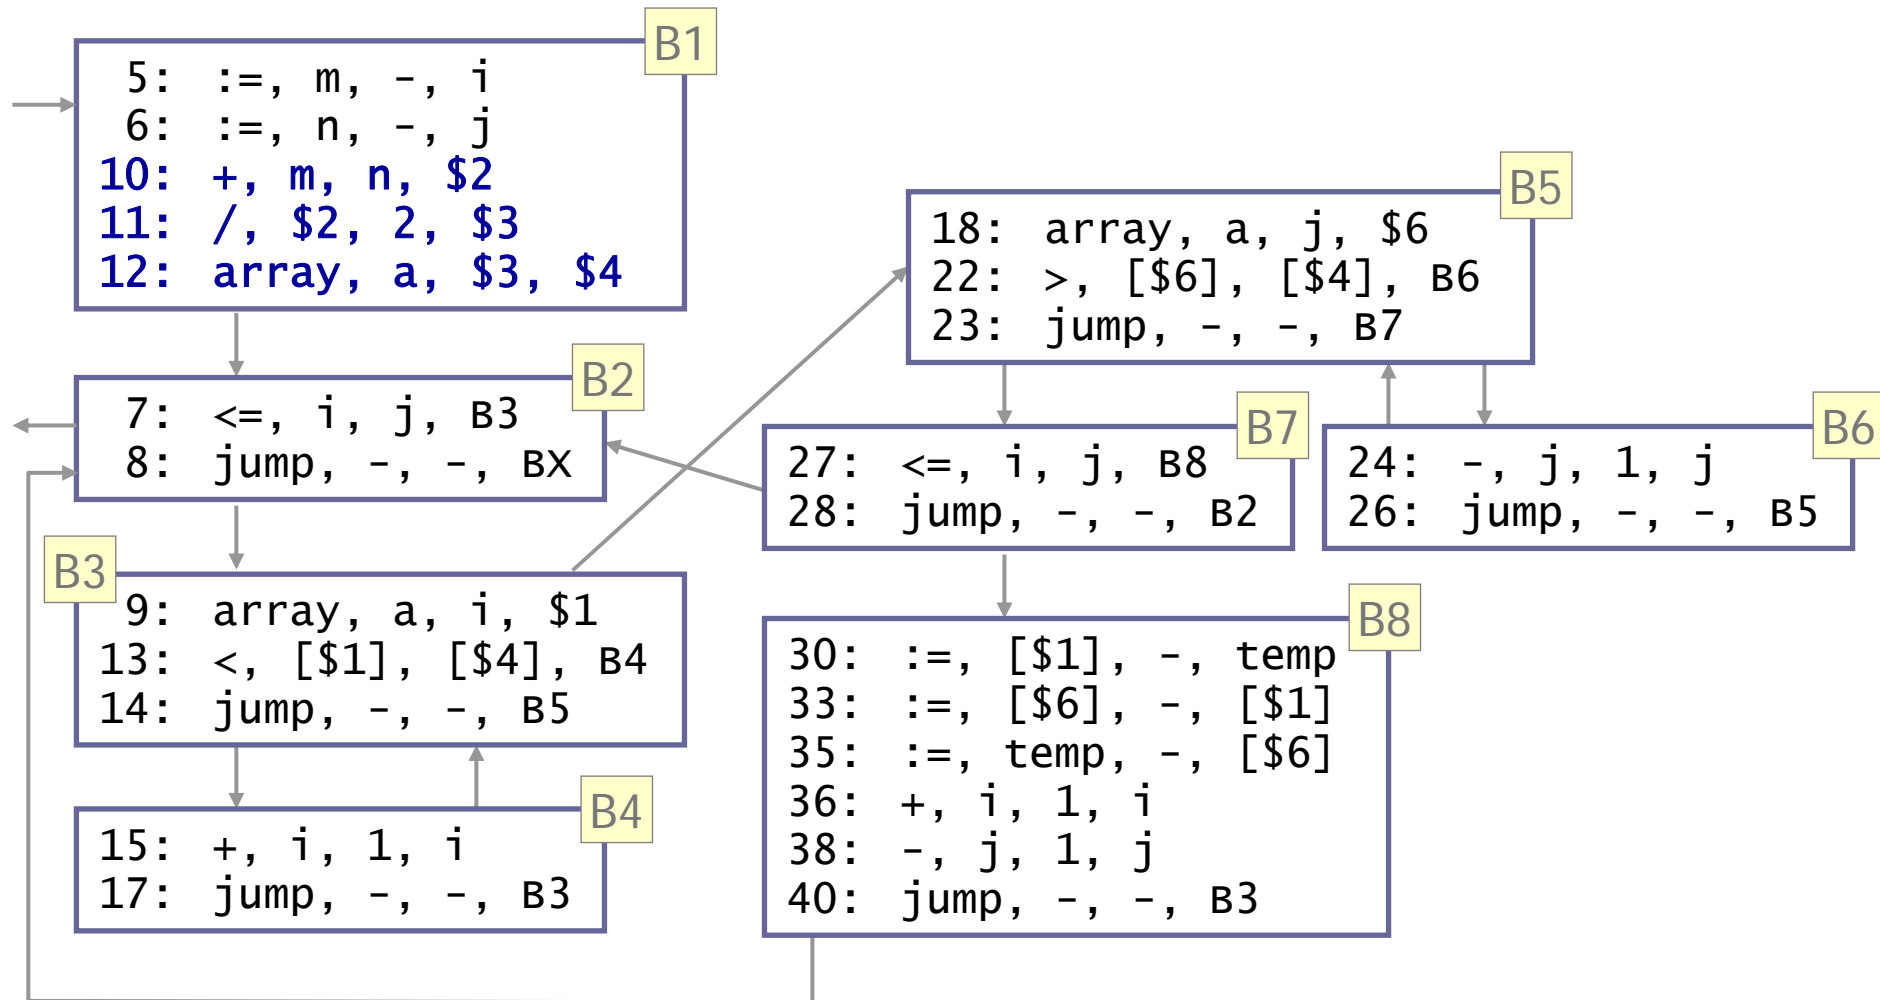 B1
5: :=, m, -, i
6: :=, n, -, j
10: +, m, n, $2
11: /, $2, 2, $3
12: array, a, $3, $4
B2
7: <=, i, j, B3
8: jump, -, -, BX
B3
9: array, a, i, $1
13: <, [$1], [$4], B4
14: jump, -, -, B5
B4
15: +, i, 1, i
17: jump, -, -, B3
B5
18: array, a, j, $6
22: >, [$6], [$4], B6
23: jump, -, -, B7
B7
27: <=, i, j, B8
28: jump, -, -, B2
B6
24: -, j, 1, j
26: jump, -, -, B5
B8
30: :=, [$1], -, temp
33: :=, [$6], -, [$1]
35: :=, temp, -, [$6]
36: +, i, 1, i
38: -, j, 1, j
40: jump, -, -, B3